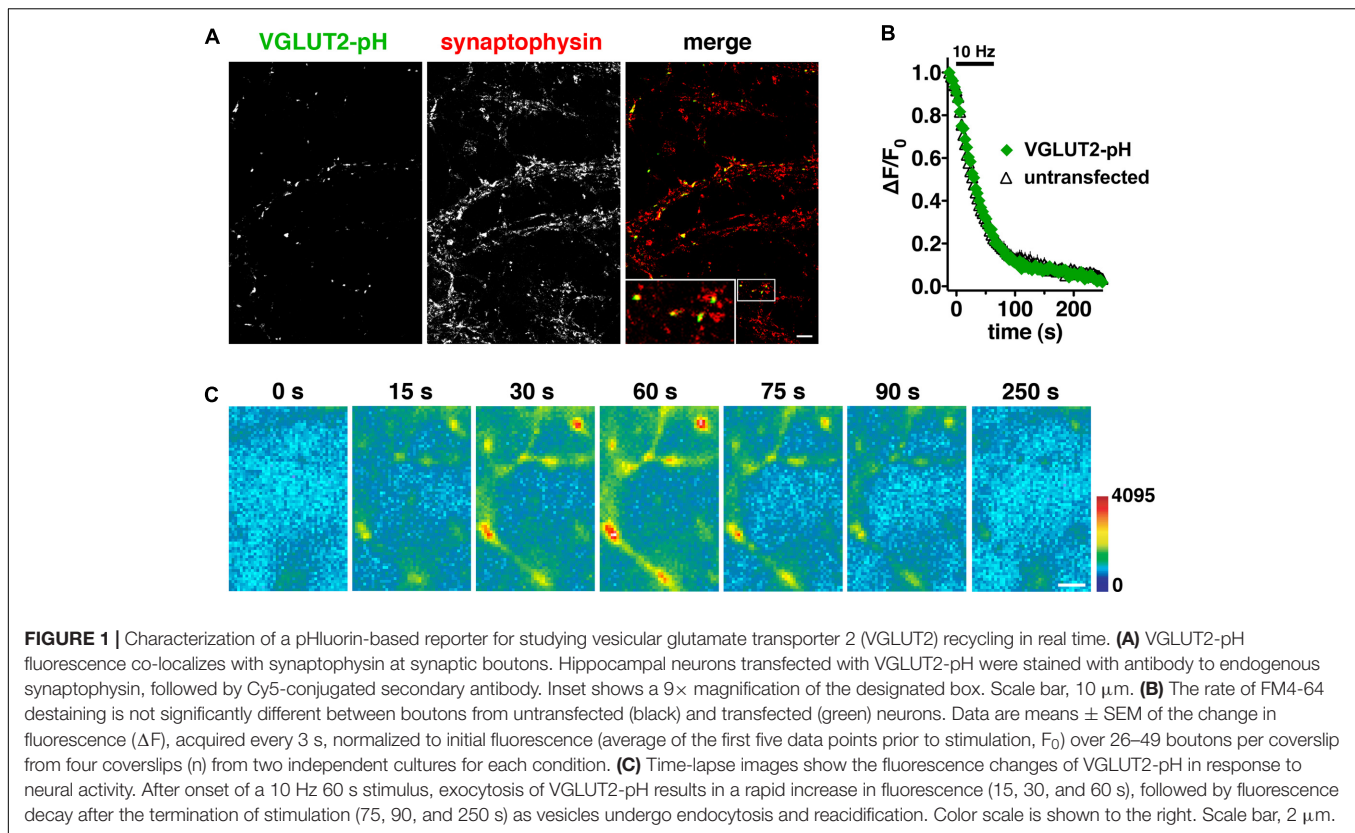 A
VGLUT2-pH
synaptophysin
merge
B
10 Hz
1.0
0.8
0.6
0.4
0.2
0.0
ΔF/F0
VGLUT2-pH
untransfected
0
100
200
time (s)
C
0 s
15 s
30 s
60 s
75 s
90 s
250 s
4095
0
FIGURE 1 | Characterization of a pHluorin-based reporter for studying vesicular glutamate transporter 2 (VGLUT2) recycling in real time. (A) VGLUT2-pH
fluorescence co-localizes with synaptophysin at synaptic boutons. Hippocampal neurons transfected with VGLUT2-pH were stained with antibody to endogenous
synaptophysin, followed by Cy5-conjugated secondary antibody. Inset shows a 9× magnification of the designated box. Scale bar, 10 μm. (B) The rate of FM4-64
destaining is not significantly different between boutons from untransfected (black) and transfected (green) neurons. Data are means ± SEM of the change in
fluorescence (ΔF), acquired every 3 s, normalized to initial fluorescence (average of the first five data points prior to stimulation, F0) over 26–49 boutons per coverslip
from four coverslips (n) from two independent cultures for each condition. (C) Time-lapse images show the fluorescence changes of VGLUT2-pH in response to
neural activity. After onset of a 10 Hz 60 s stimulus, exocytosis of VGLUT2-pH results in a rapid increase in fluorescence (15, 30, and 60 s), followed by fluorescence
decay after the termination of stimulation (75, 90, and 250 s) as vesicles undergo endocytosis and reacidification. Color scale is shown to the right. Scale bar, 2 μm.